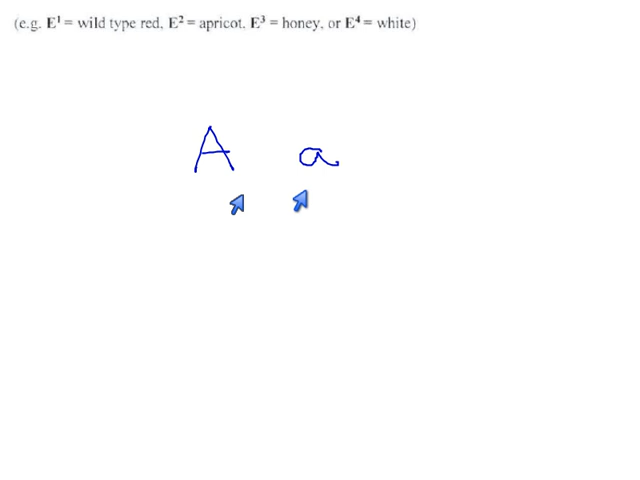 (e.g. E¹ = wild type red, E² = apricot, E³ = honey, or E⁴ = white)
A a